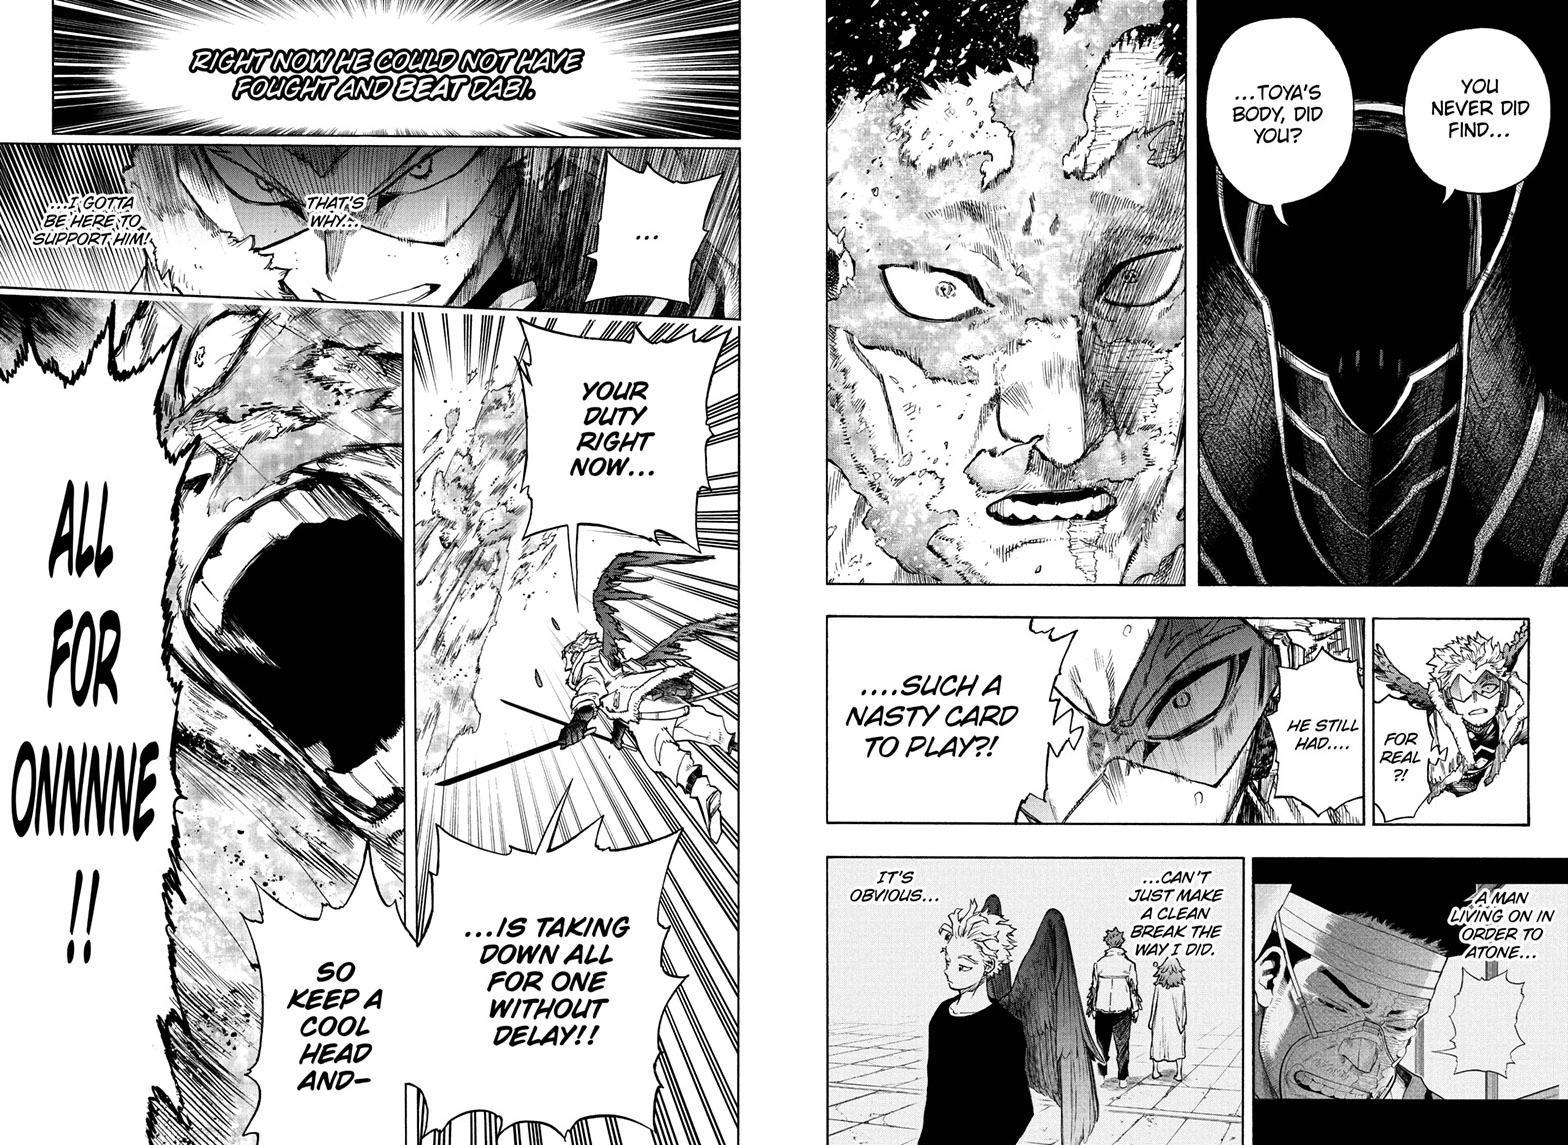 YOU
NEVER DID
FIND...
...TOYA'S
BODY, DID
YOU?
FOR
REAL
?!
HE STILL
HAD....
....SUCH A
NASTY CARD
TO PLAY?!
A MAN
LIVING ON IN
ORDER TO
ATONE...
...CAN'T
JUST MAKE
A CLEAN
BREAK THE
WAY I DID.
IT'S
OBVIOUS...
RIGHT NOW HE COULD NOT HAVE
FOUGHT AND BEAT DABI.
...
THAT'S
WHY...
...I GOTTA
BE HERE TO
SUPPORT HIM!
YOUR
DUTY
RIGHT
NOW...
...IS TAKING
DOWN ALL
FOR ONE
WITHOUT
DELAY!!
SO
KEEP A
COOL
HEAD
AND-
ALL
FOR
ONNNNE
!!